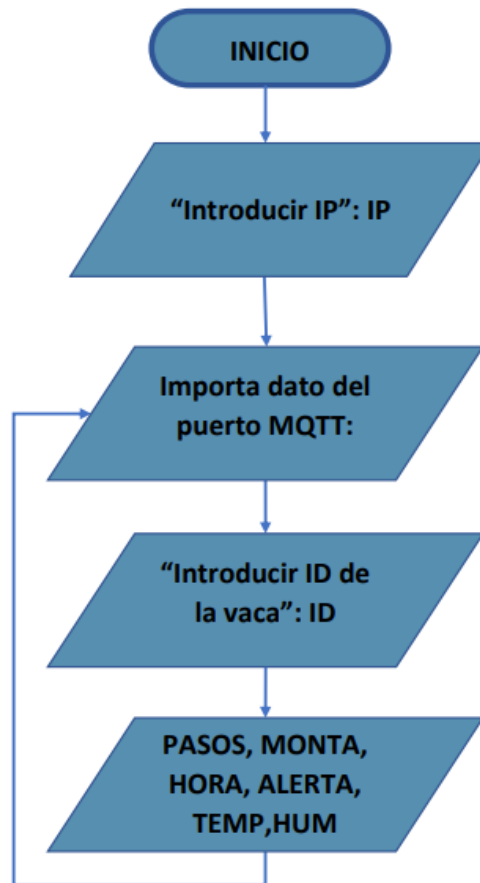 INICIO
“Introducir IP”: IP
Importa dato del
puerto MQTT:
“Introducir ID de
la vaca”: ID
PASOS, MONTA,
HORA, ALERTA,
TEMP,HUM